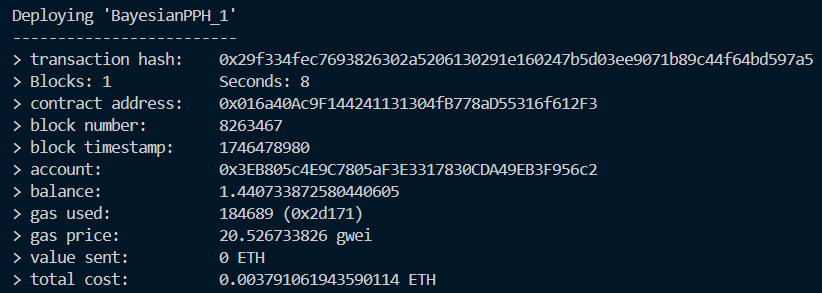 Deploying 'BayesianPPH_1'
-------------------------
> transaction hash:    0x29f334fec7693826302a5206130291e160247b5d03ee9071b89c44f64bd597a5
> Blocks: 1            Seconds: 8
> contract address:    0x016a40Ac9F144241131304fB778aD55316f612F3
> block number:        8263467
> block timestamp:     1746478980
> account:             0x3EB805c4E9C7805aF3E3317830CDA49EB3F956c2
> balance:             1.440733872580440605
> gas used:            184689 (0x2d171)
> gas price:           20.526733826 gwei
> value sent:          0 ETH
> total cost:          0.003791061943590114 ETH